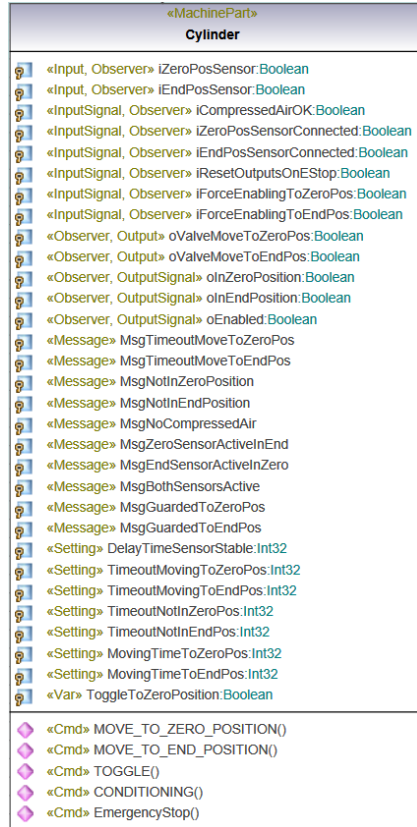 «MachinePart»
Cylinder
«Input, Observer» iZeroPosSensor:Boolean
«Input, Observer» iEndPosSensor:Boolean
«InputSignal, Observer» iCompressedAirOK:Boolean
«InputSignal, Observer» iZeroPosSensorConnected:Boolean
«InputSignal, Observer» iEndPosSensorConnected:Boolean
«InputSignal, Observer» iResetOutputsOnEStop:Boolean
«InputSignal, Observer» iForceEnablingToZeroPos:Boolean
«InputSignal, Observer» iForceEnablingToEndPos:Boolean
«Observer, Output» oValveMoveToZeroPos:Boolean
«Observer, Output» oValveMoveToEndPos:Boolean
«Observer, OutputSignal» oInZeroPosition:Boolean
«Observer, OutputSignal» oInEndPosition:Boolean
«Observer, OutputSignal» oEnabled:Boolean
«Message» MsgTimeoutMoveToZeroPos
«Message» MsgTimeoutMoveToEndPos
«Message» MsgNotInZeroPosition
«Message» MsgNotInEndPosition
«Message» MsgNoCompressedAir
«Message» MsgZeroSensorActiveInEnd
«Message» MsgEndSensorActiveInZero
«Message» MsgBothSensorsActive
«Message» MsgGuardedToZeroPos
«Message» MsgGuardedToEndPos
«Setting» DelayTimeSensorStable:Int32
«Setting» TimeoutMovingToZeroPos:Int32
«Setting» TimeoutMovingToEndPos:Int32
«Setting» TimeoutNotInZeroPos:Int32
«Setting» TimeoutNotInEndPos:Int32
«Setting» MovingTimeToZeroPos:Int32
«Setting» MovingTimeToEndPos:Int32
«Var» ToggleToZeroPosition:Boolean
«Cmd» MOVE_TO_ZERO_POSITION()
«Cmd» MOVE_TO_END_POSITION()
«Cmd» TOGGLE()
«Cmd» CONDITIONING()
«Cmd» EmergencyStop()